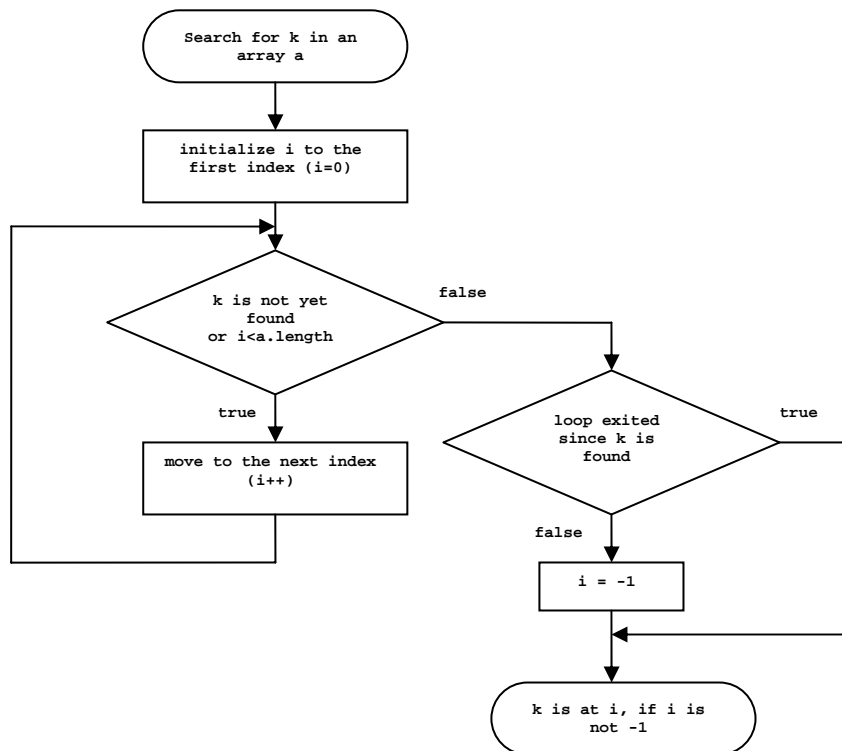 Search for k in an
array a
initialize i to the
first index (i=0)
k is not yet
found
or i<a.length
false
true
move to the next index
(i++)
loop exited
since k is
found
true
false
i = -1
k is at i, if i is
not -1